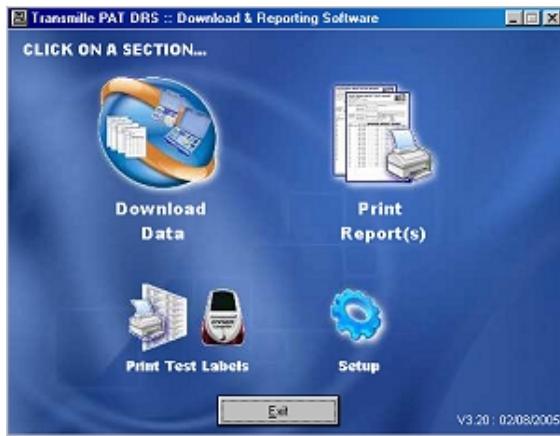 Transmille PAT DRS :: Download & Reporting Software
CLICK ON A SECTION...
Download
Data
Print
Report(s)
Print Test Labels
Setup
Exit
V3.20 : 02/08/2005